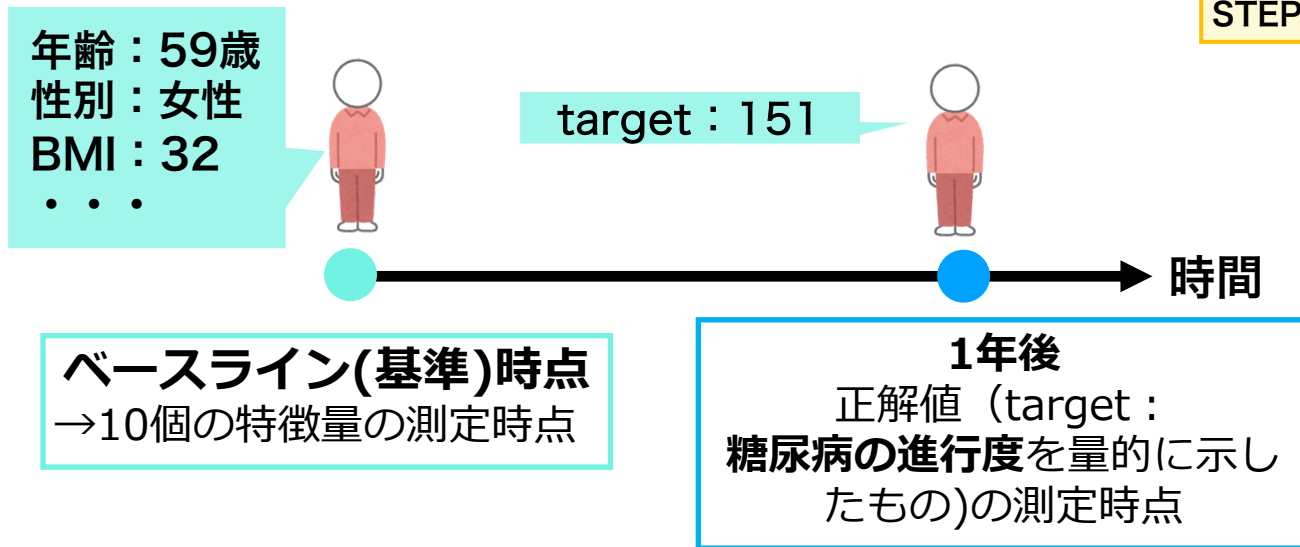 STEP
年齢：59歳
性別：女性
BMI：32
・・・
target：151
時間
ベースライン(基準)時点
→10個の特徴量の測定時点
1年後
正解値（target：
糖尿病の進行度を量的に示し
たもの)の測定時点